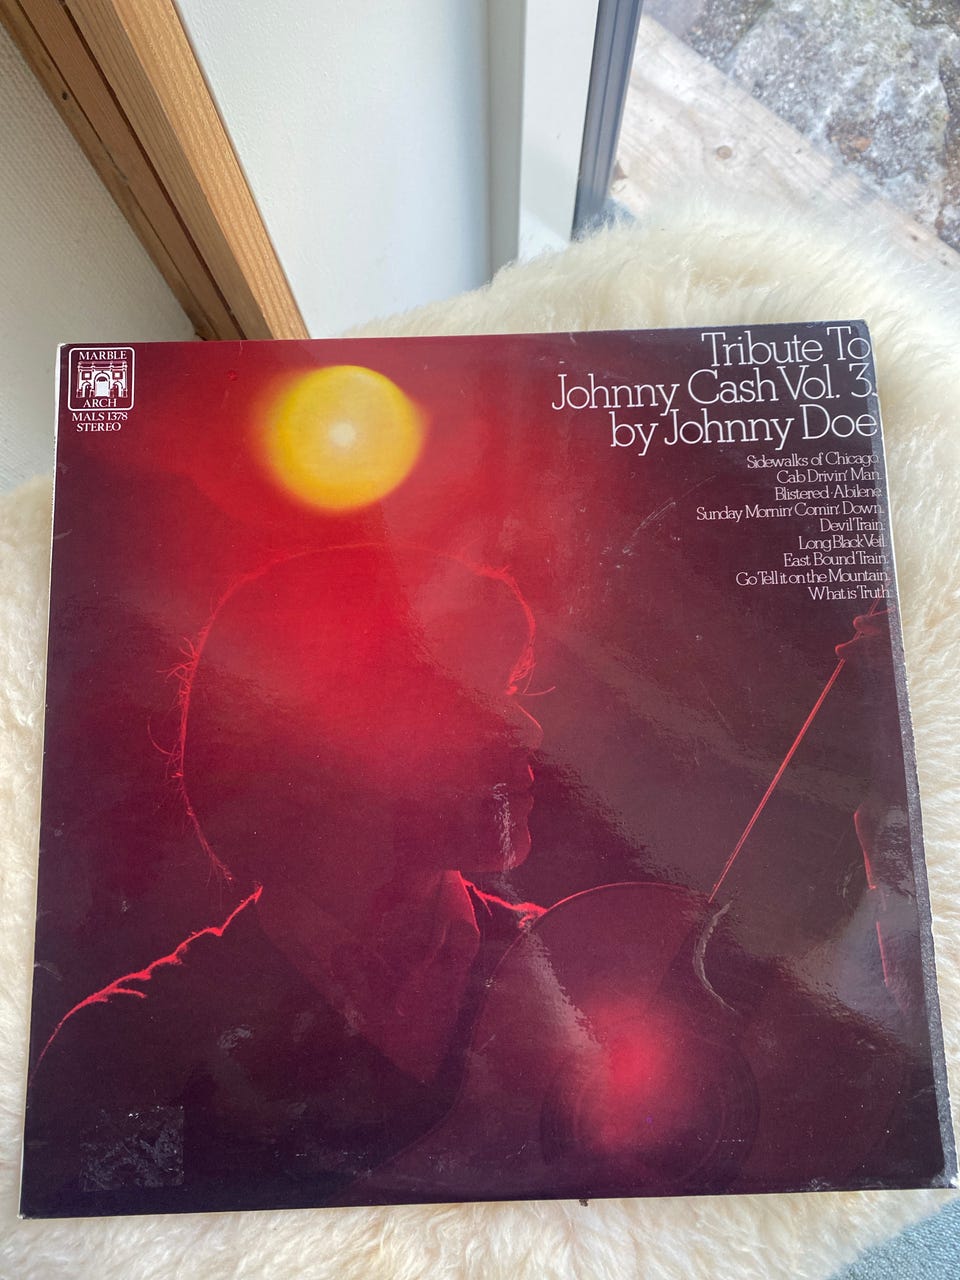 MARBLE
ARCH
MALS 1378
STEREO
Tribute To
Johnny Cash Vol. 3.
by Johnny Doe
Sidewalks of Chicago.
Cab Drivin' Man.
Blistered·Abilene.
Sunday Mornin' Comin' Down.
Devil Train.
Long Black Veil.
East Bound Train.
Go Tell it on the Mountain.
What is Truth.